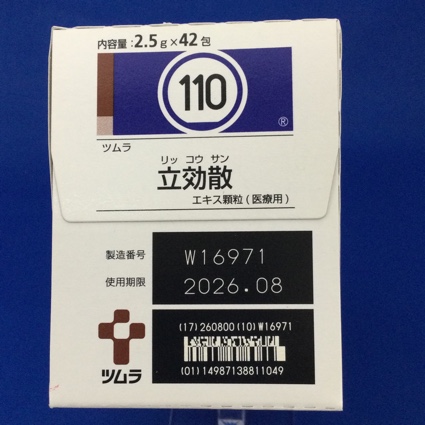 内容量:2.5g×42包
110
®
ツムラ
リッ コウ サン
立効散
エキス顆粒(医療用)
製造番号 W16971
使用期限 2026.08
(17)260800(10)W16971
(01)14987138811049
ツムラ